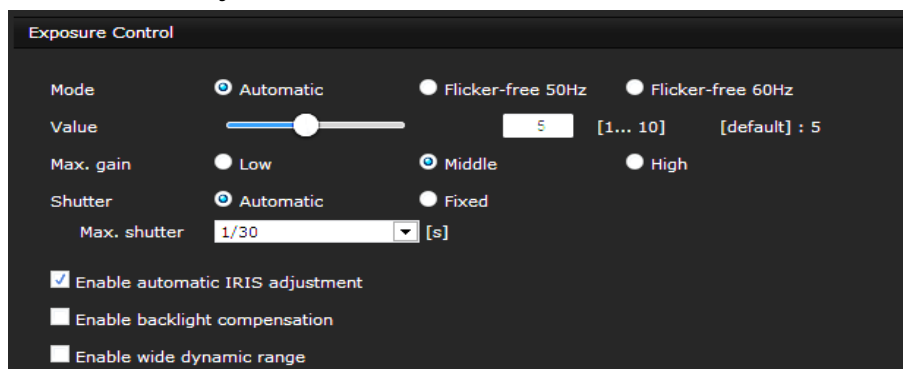 Exposure Control
Mode Automatic Flicker-free 50Hz Flicker-free 60Hz
Value 5 [1... 10] [default] : 5
Max. gain Low Middle High
Shutter Automatic Fixed
Max. shutter 1/30 [s]
Enable automatic IRIS adjustment
Enable backlight compensation
Enable wide dynamic range